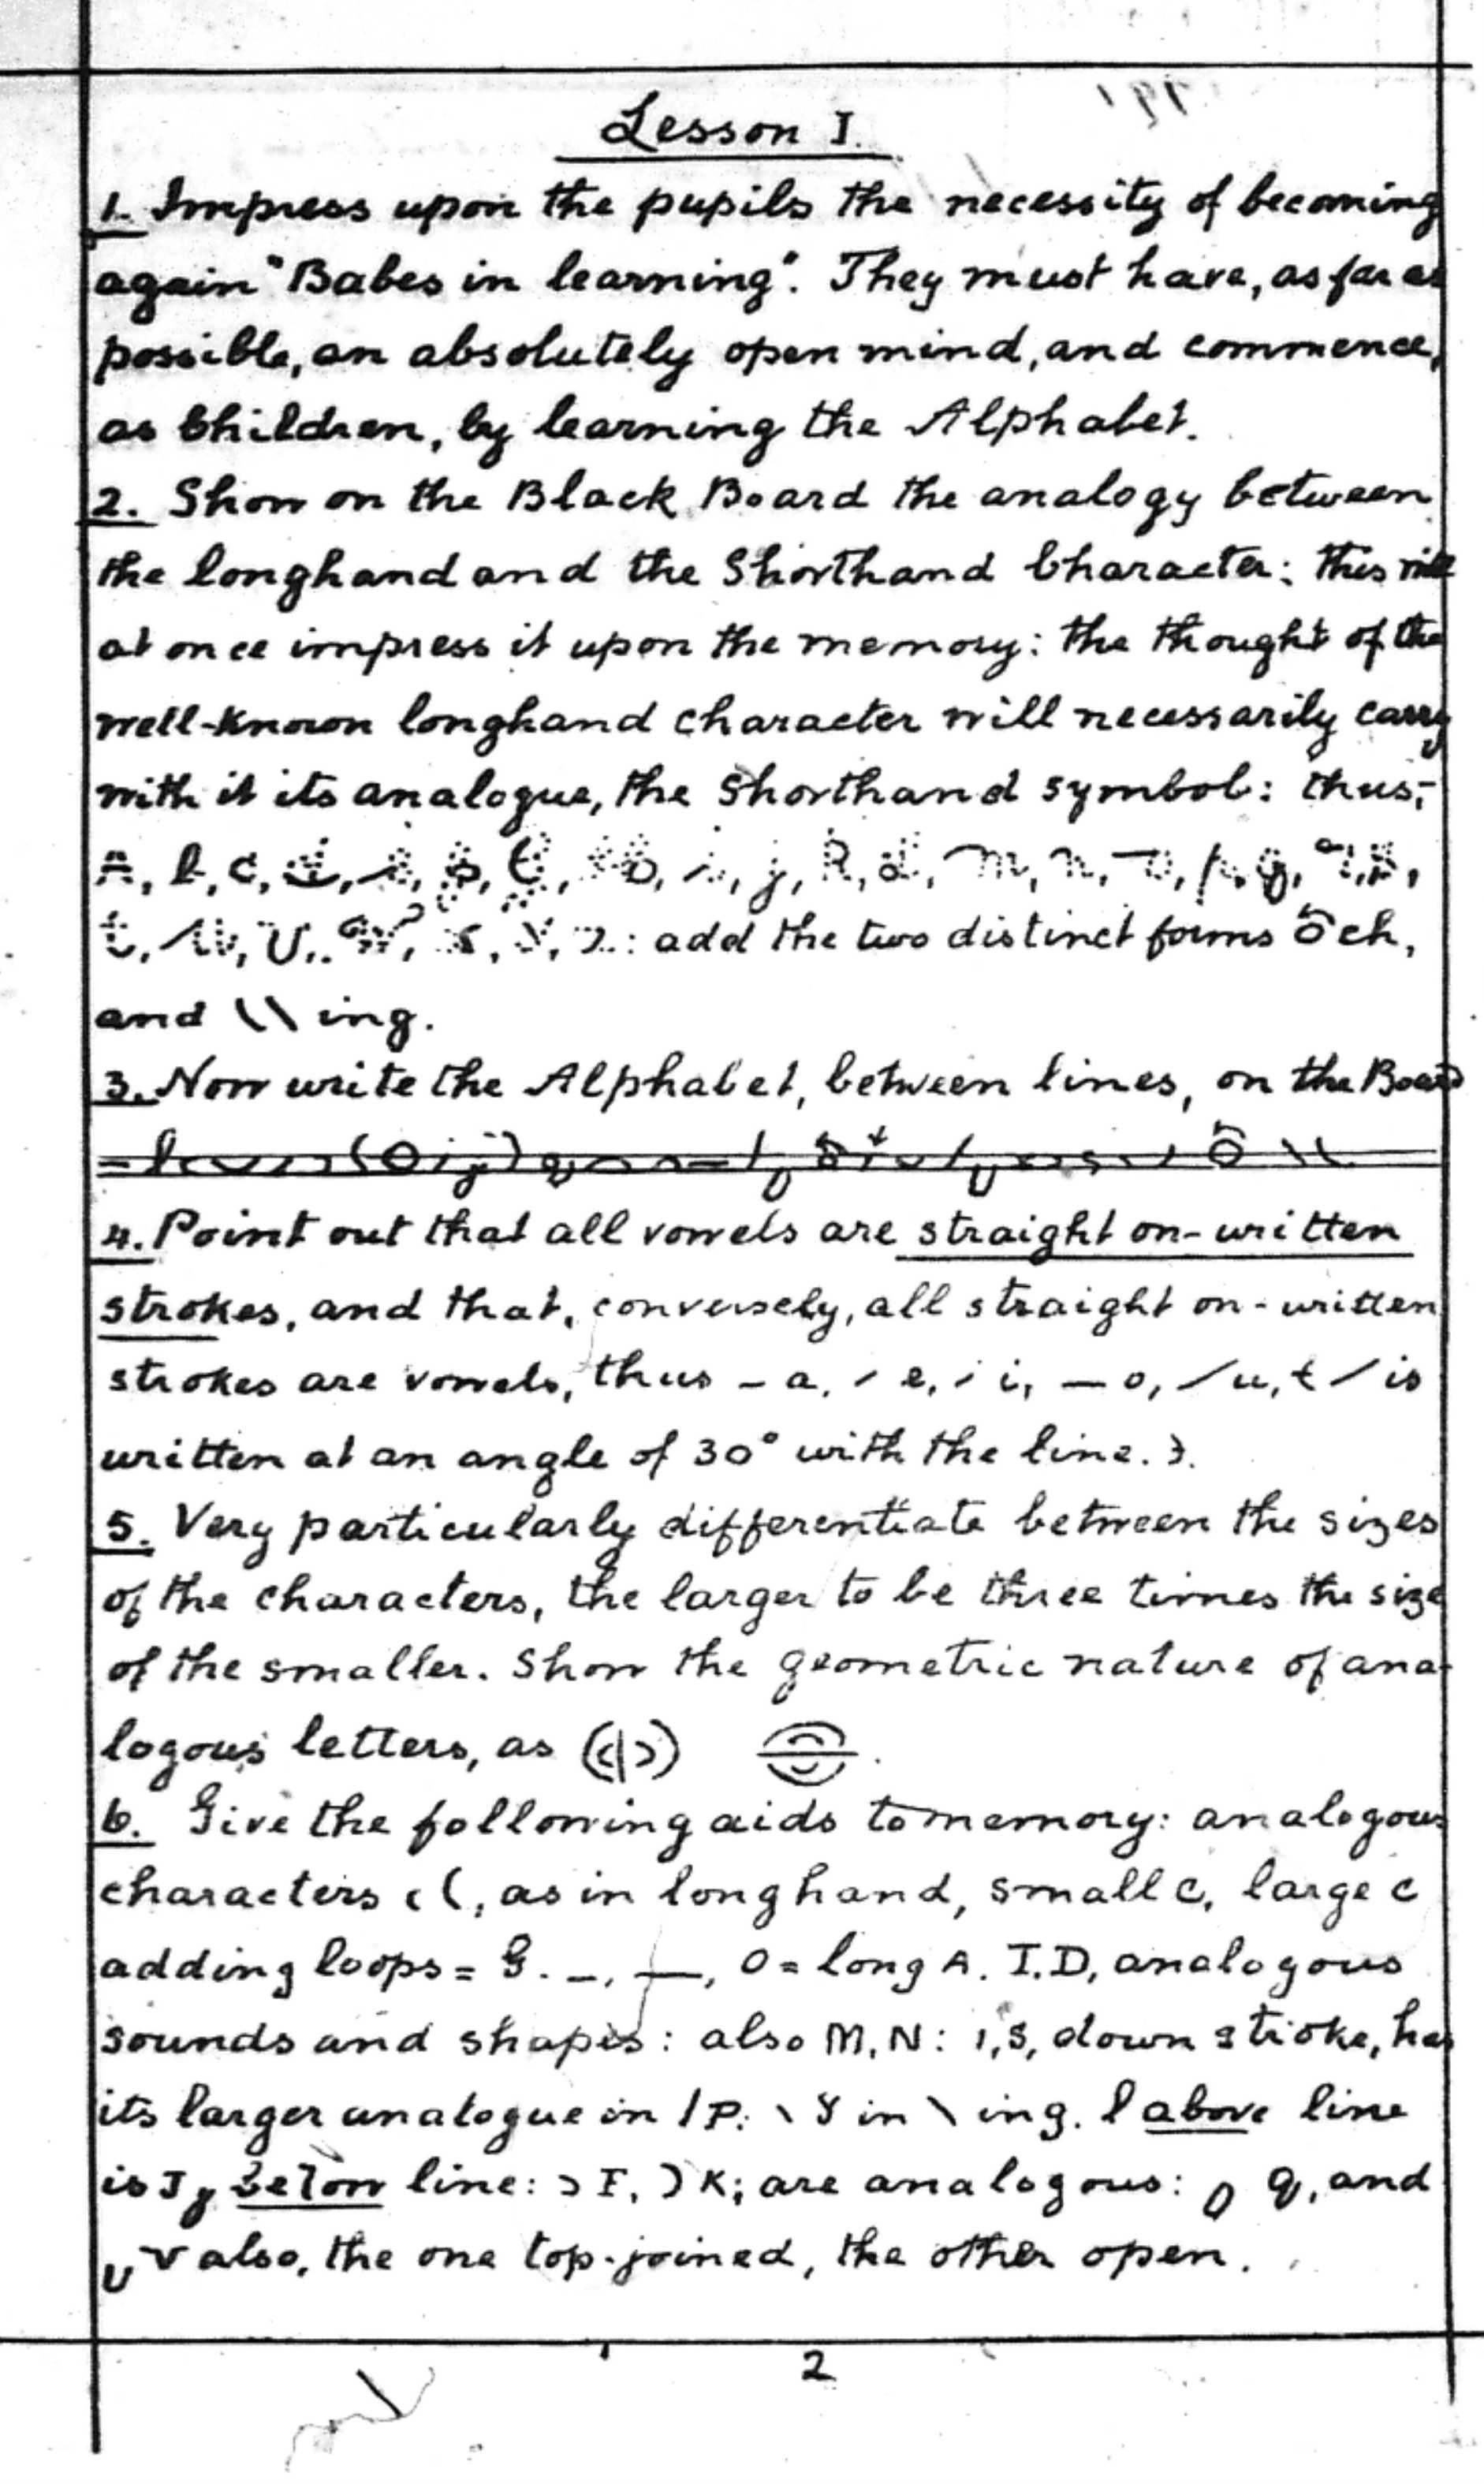 Lesson I.
1. Impress upon the pupils the necessity of becoming
again "Babes in learning". They must have, as far as
possible, an absolutely open mind, and commence,
as Children, by learning the Alphabet.
2. Show on the Black Board the analogy between
the longhand and the Shorthand Character: this will
at once impress it upon the memory: the thought of the
well-known longhand character will necessarily carry
with it its analogue, the Shorthand symbol: thus;-
A, b, c, d, e, f, G, h, i, j, k, l, m, n, o, p, q, r, s,
t, u, v, w, x, y, z: add the two distinct forms ch,
and \\ ing.
3. Now write the Alphabet, between lines, on the Board
4. Point out that all vowels are straight on-written
strokes, and that, conversely, all straight on-written
strokes are vowels, thus – a, / e, / i, — o, / u, t / is
written at an angle of 30° with the line.).
5. Very particularly differentiate between the sizes
of the characters, the larger to be three times the size
of the smaller. Show the geometric nature of ana-
logous letters, as (c|ɔ)
6. Give the following aids to memory: analogous
characters c (, as in longhand, small c, large C
adding loops = G. –, —, O = long A. T.D, analogous
sounds and shapes: also M, N: ı, S, down stroke, has
its larger analogue in / P: \ Y in \ ing. l above line
is J below line: ɔ F, ) K; are analogous: q, and
v also, the one top-joined, the other open.
2